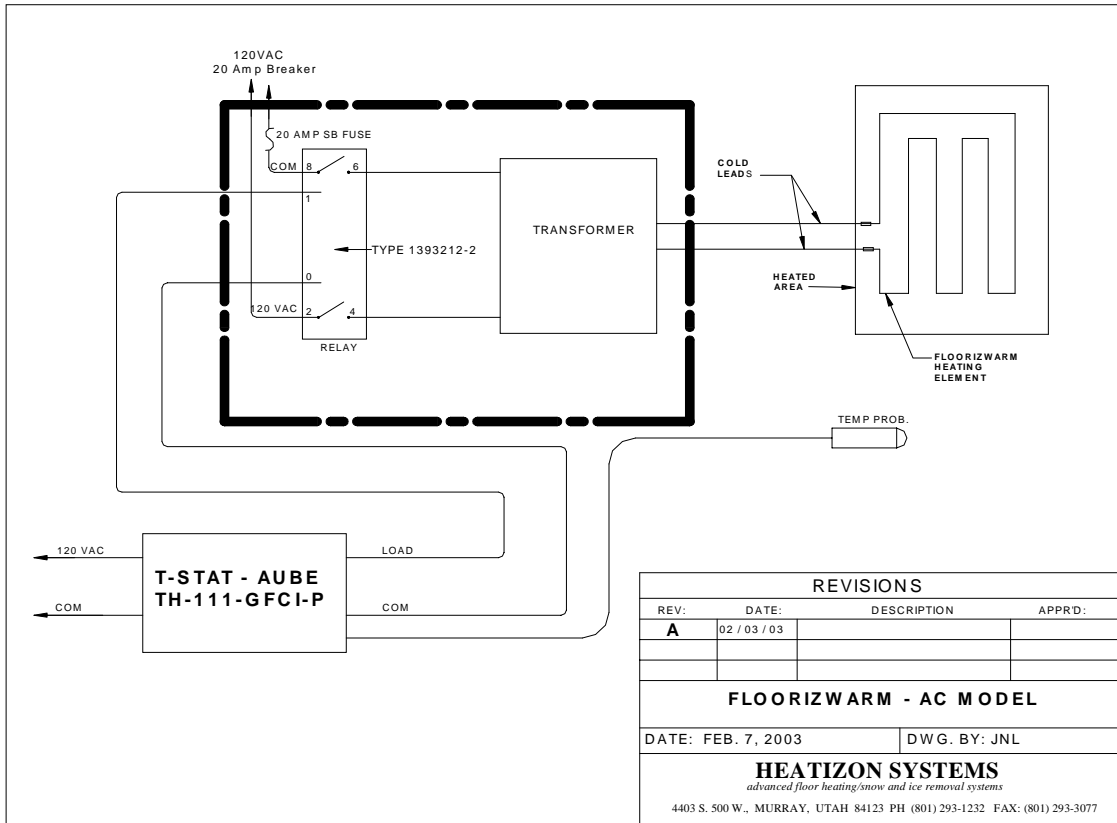 120VAC
20 Amp Breaker
20 AMP SB FUSE
COM 8 6
1
TYPE 1393212-2
0
120 VAC 2 4
RELAY
TRANSFORMER
COLD
LEADS
HEATED
AREA
FLOORIZWARM
HEATING
ELEMENT
TEMP PROB.
120 VAC
COM
T-STAT - AUBE
TH-111-GFCI-P
LOAD
COM
REVISIONS
REV: DATE: DESCRIPTION APPR'D:
A 02 / 03 / 03
FLOORIZWARM - AC MODEL
DATE: FEB. 7, 2003 DWG. BY: JNL
HEATIZON SYSTEMS
advanced floor heating/snow and ice removal systems
4403 S. 500 W., MURRAY, UTAH 84123 PH (801) 293-1232 FAX: (801) 293-3077